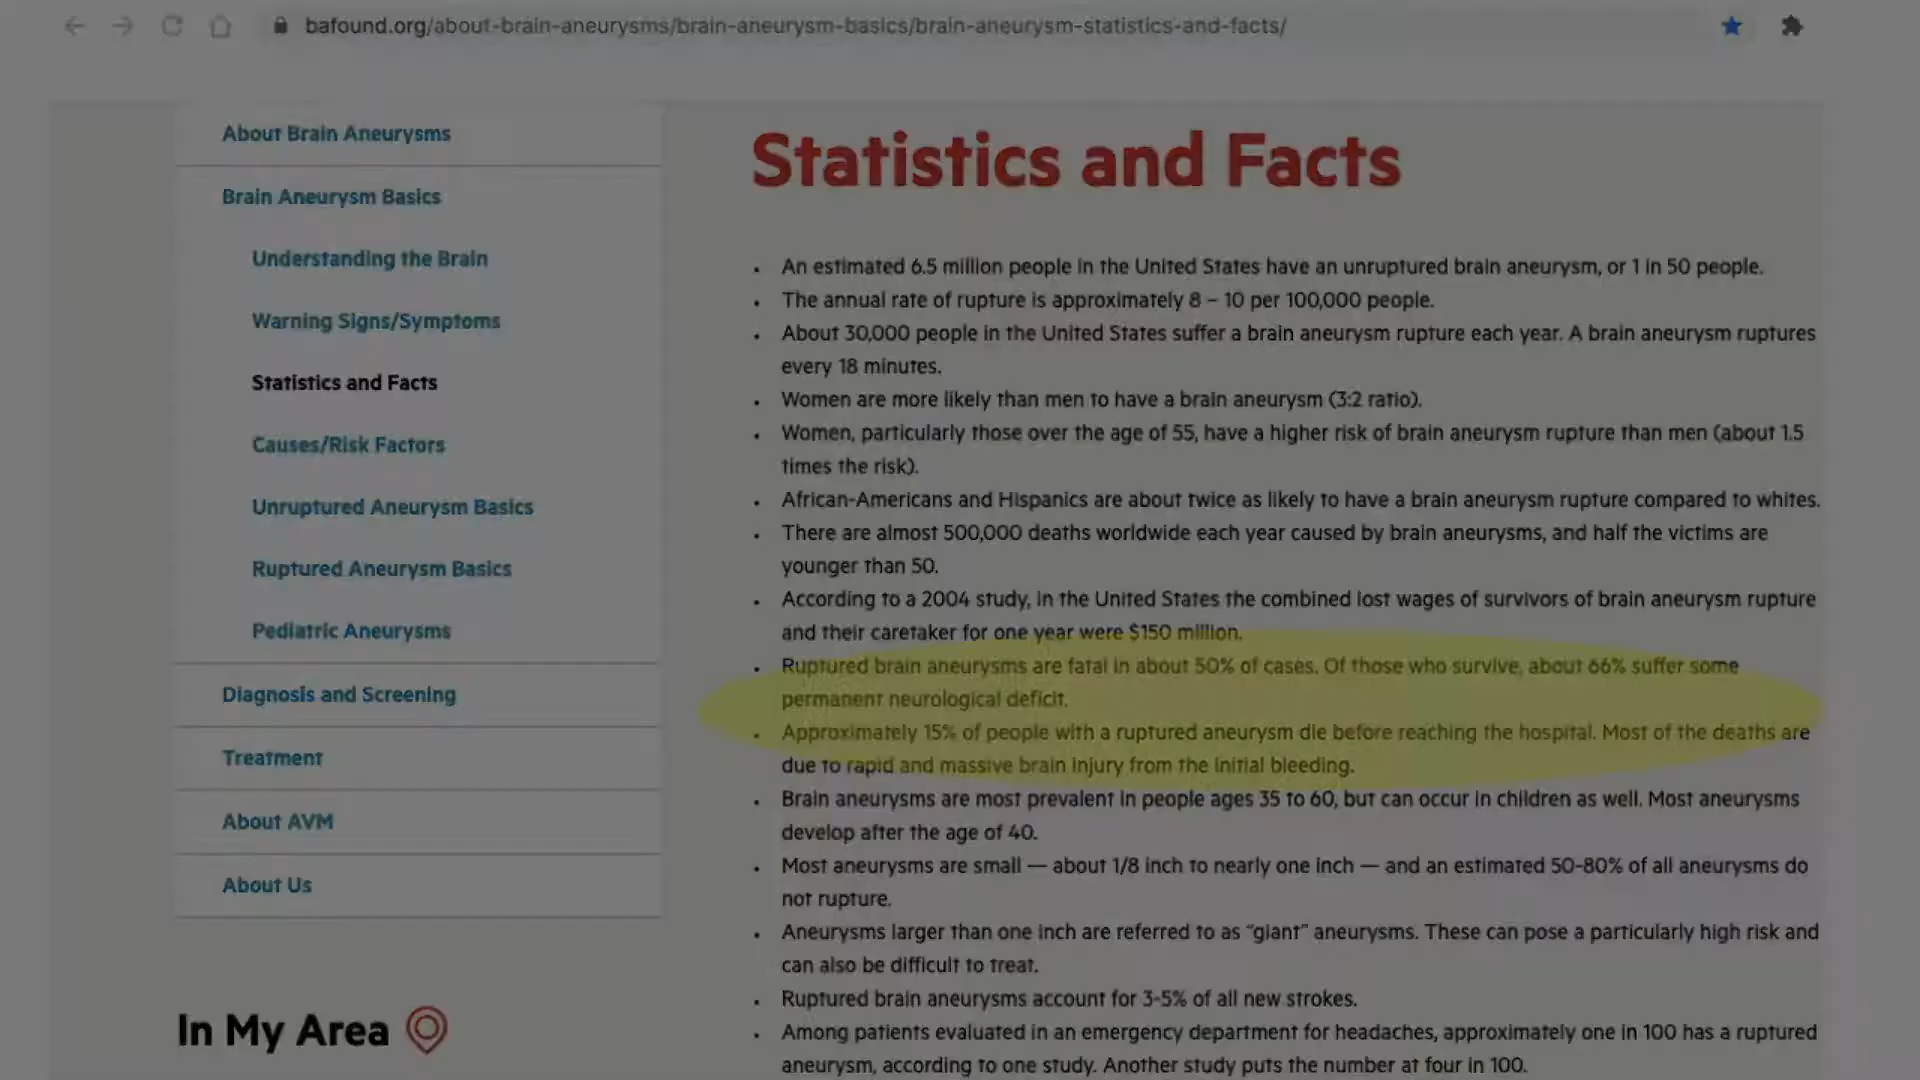 bafound.org/about-brain-aneurysms/brain-aneurysm-basics/brain-aneurysm-statistics-and-facts/
About Brain Aneurysms
Brain Aneurysm Basics
Understanding the Brain
Warning Signs/Symptoms
Statistics and Facts
Causes/Risk Factors
Unruptured Aneurysm Basics
Ruptured Aneurysm Basics
Pediatric Aneurysms
Diagnosis and Screening
Treatment
About AVM
About Us
In My Area
Statistics and Facts
• An estimated 6.5 million people in the United States have an unruptured brain aneurysm, or 1 in 50 people.
• The annual rate of rupture is approximately 8 – 10 per 100,000 people.
• About 30,000 people in the United States suffer a brain aneurysm rupture each year. A brain aneurysm ruptures
every 18 minutes.
• Women are more likely than men to have a brain aneurysm (3:2 ratio).
• Women, particularly those over the age of 55, have a higher risk of brain aneurysm rupture than men (about 1.5
times the risk).
• African-Americans and Hispanics are about twice as likely to have a brain aneurysm rupture compared to whites.
• There are almost 500,000 deaths worldwide each year caused by brain aneurysms, and half the victims are
younger than 50.
• According to a 2004 study, in the United States the combined lost wages of survivors of brain aneurysm rupture
and their caretaker for one year were $150 million.
• Ruptured brain aneurysms are fatal in about 50% of cases. Of those who survive, about 66% suffer some
permanent neurological deficit.
• Approximately 15% of people with a ruptured aneurysm die before reaching the hospital. Most of the deaths are
due to rapid and massive brain injury from the initial bleeding.
• Brain aneurysms are most prevalent in people ages 35 to 60, but can occur in children as well. Most aneurysms
develop after the age of 40.
• Most aneurysms are small — about 1/8 inch to nearly one inch — and an estimated 50-80% of all aneurysms do
not rupture.
• Aneurysms larger than one inch are referred to as “giant” aneurysms. These can pose a particularly high risk and
can also be difficult to treat.
• Ruptured brain aneurysms account for 3-5% of all new strokes.
• Among patients evaluated in an emergency department for headaches, approximately one in 100 has a ruptured
aneurysm, according to one study. Another study puts the number at four in 100.